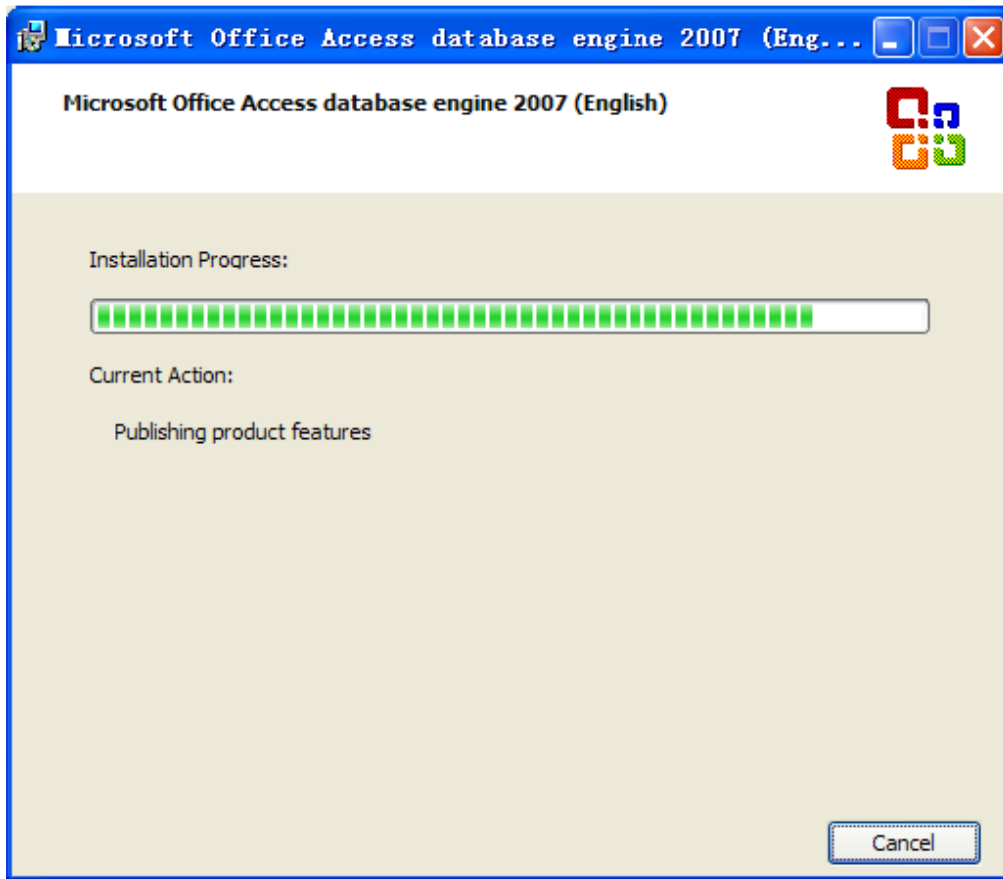 Microsoft Office Access database engine 2007 (Eng...
Microsoft Office Access database engine 2007 (English)
Installation Progress:
Current Action:
Publishing product features
Cancel